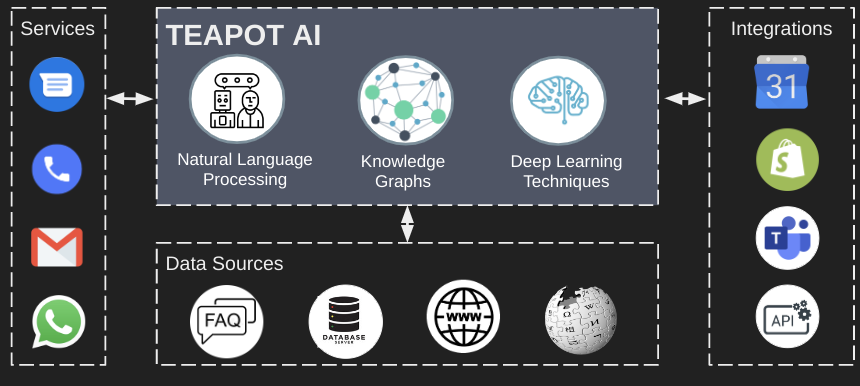 Services
TEAPOT AI
Natural Language
Processing
Knowledge
Graphs
Deep Learning
Techniques
Integrations
31
S
T
API
Data Sources
FAQ
DATABASE
SERVER
WWW